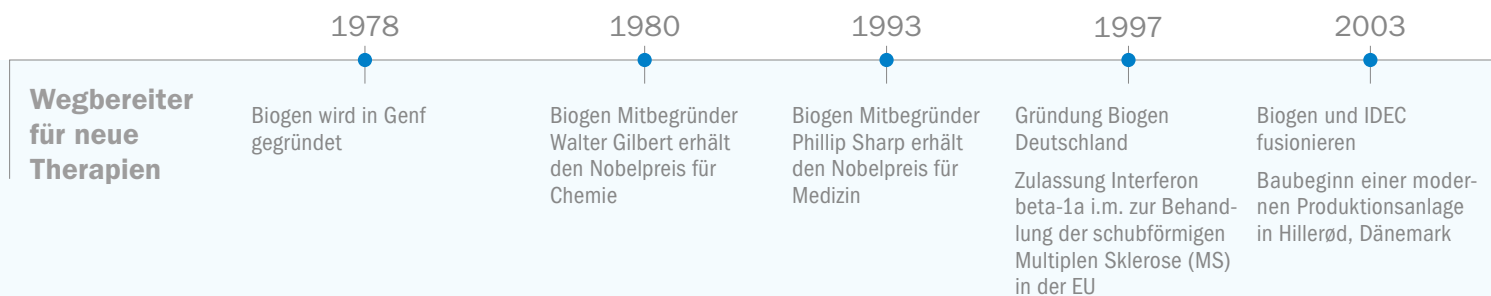 1978
1980
1993
1997
2003
Wegbereiter
für neue
Therapien
Biogen wird in Genf
gegründet
Biogen Mitbegründer
Walter Gilbert erhält
den Nobelpreis für
Chemie
Biogen Mitbegründer
Phillip Sharp erhält
den Nobelpreis für
Medizin
Gründung Biogen
Deutschland
Zulassung Interferon
beta-1a i.m. zur Behand-
lung der schubförmigen
Multiplen Sklerose (MS)
in der EU
Biogen und IDEC
fusionieren
Baubeginn einer moder-
nen Produktionsanlage
in Hillerød, Dänemark